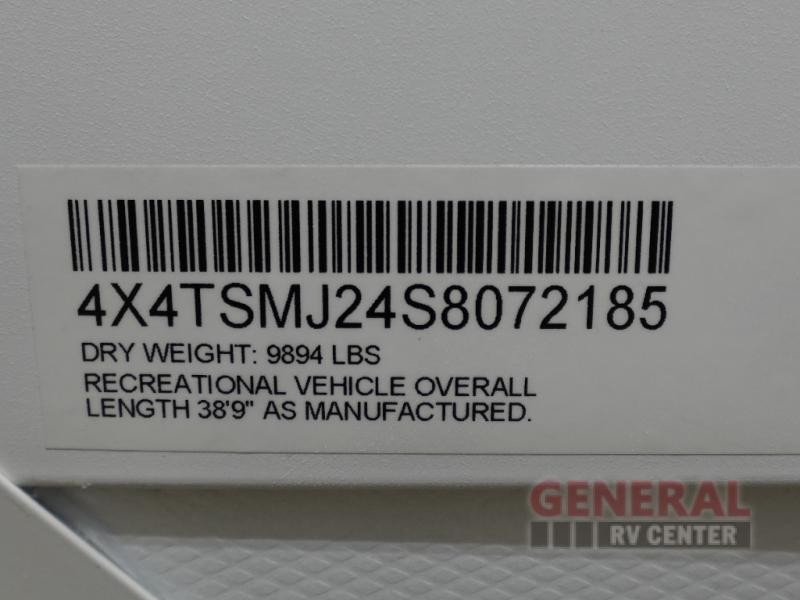 4X4TSMJ24S8072185
DRY WEIGHT: 9894 LBS
RECREATIONAL VEHICLE OVERALL
LENGTH 38'9" AS MANUFACTURED.
GENERAL
RV CENTER